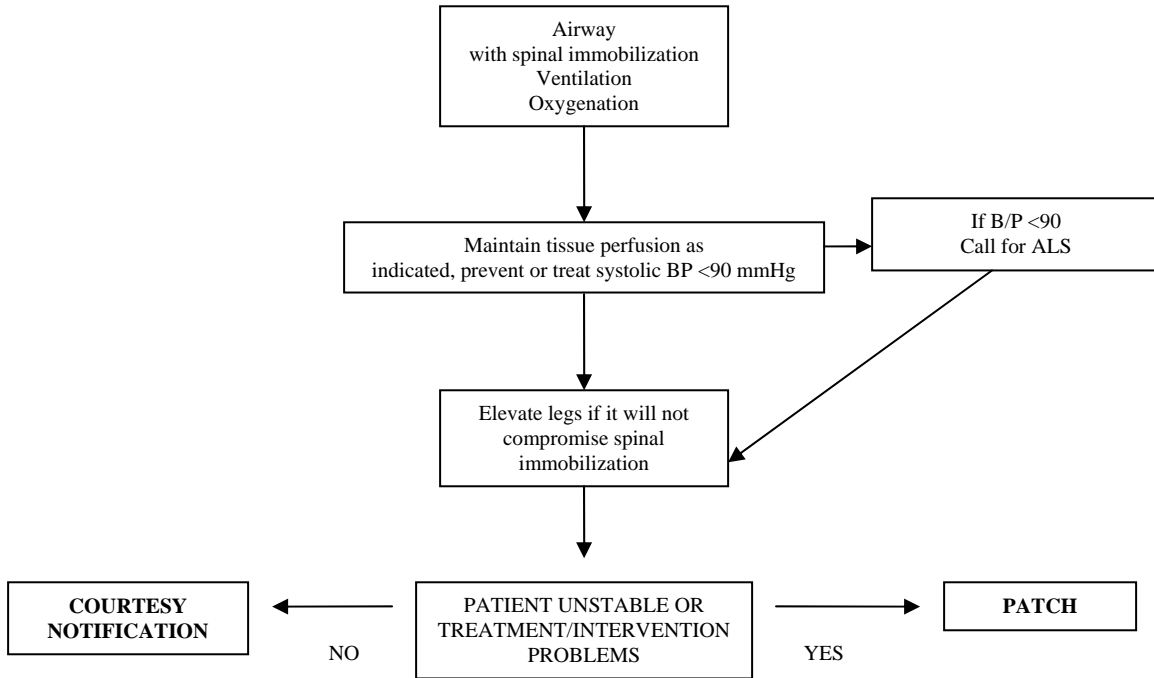 Airway
with spinal immobilization
Ventilation
Oxygenation
Maintain tissue perfusion as
indicated, prevent or treat systolic BP <90 mmHg
If B/P <90
Call for ALS
Elevate legs if it will not
compromise spinal
immobilization
COURTESY
NOTIFICATION
NO
PATIENT UNSTABLE OR
TREATMENT/INTERVENTION
PROBLEMS
YES
PATCH